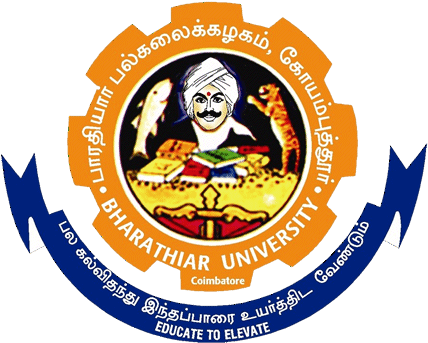 பாரதியார் பல்கலைக்கழகம், கோயம்புத்தூர்
BHARATHIAR UNIVERSITY
Coimbatore
பல கல்விதந்து இந்தப்பாரை உயர்த்திட வேண்டும்
EDUCATE TO ELEVATE